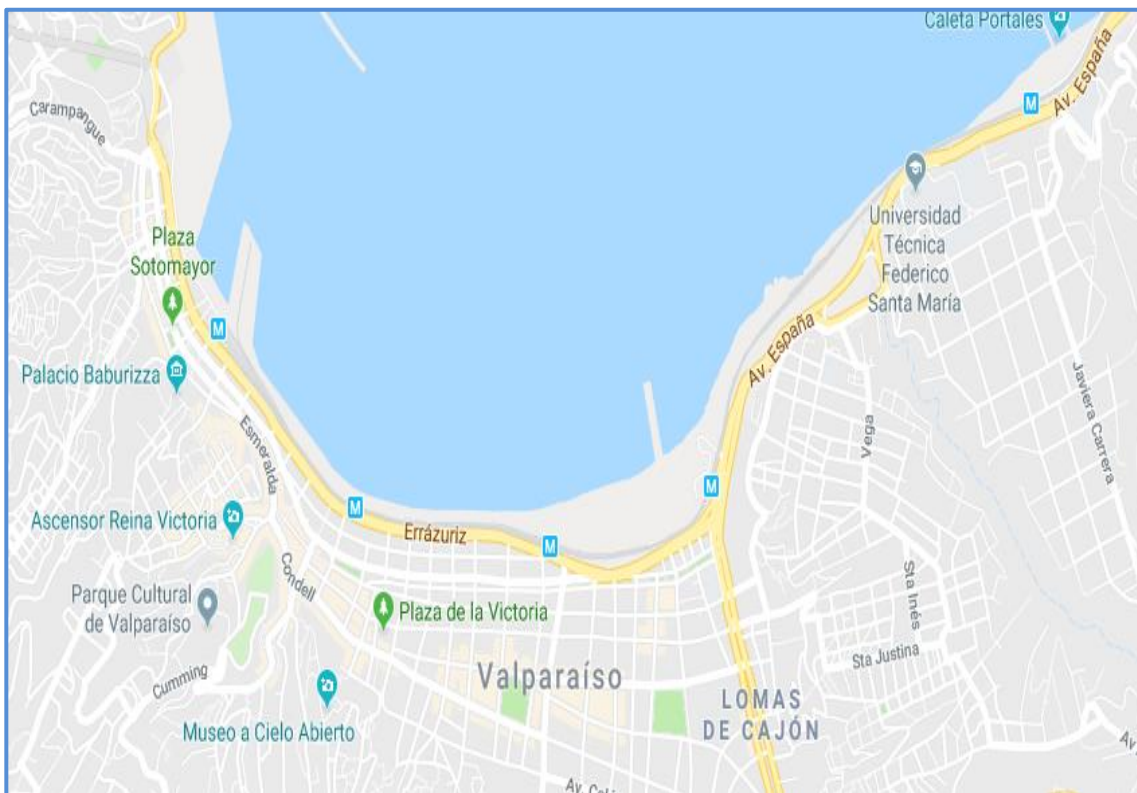 Caleta Portales
Av. España
M
Carampangue
Universidad
Técnica
Federico
Santa María
Plaza
Sotomayor
M
Av. España
Palacio Baburizza
Javiera Carrera
Vega
Esmeralda
M
M
Ascensor Reina Victoria
Errázuriz
M
Condell
Sta Inés
Parque Cultural
de Valparaíso
Plaza de la Victoria
Sta Justina
Cumming
Valparaíso
LOMAS
DE CAJÓN
Museo a Cielo Abierto
Av
Av.